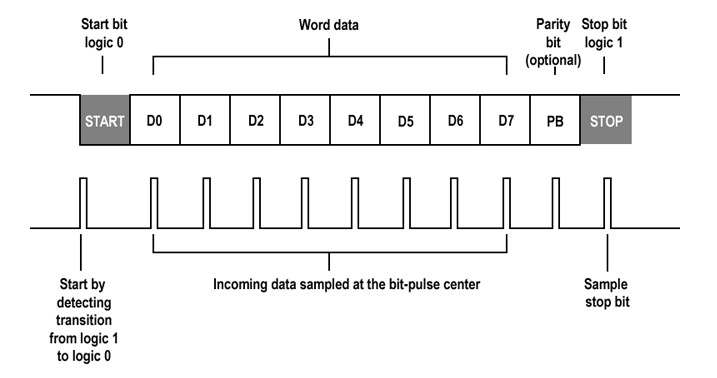 Start bit
logic 0
Word data
Parity
bit
(optional)
Stop bit
logic 1
START D0 D1 D2 D3 D4 D5 D6 D7 PB STOP
Start by
detecting
transition
from logic 1
to logic 0
Incoming data sampled at the bit-pulse center
Sample
stop bit